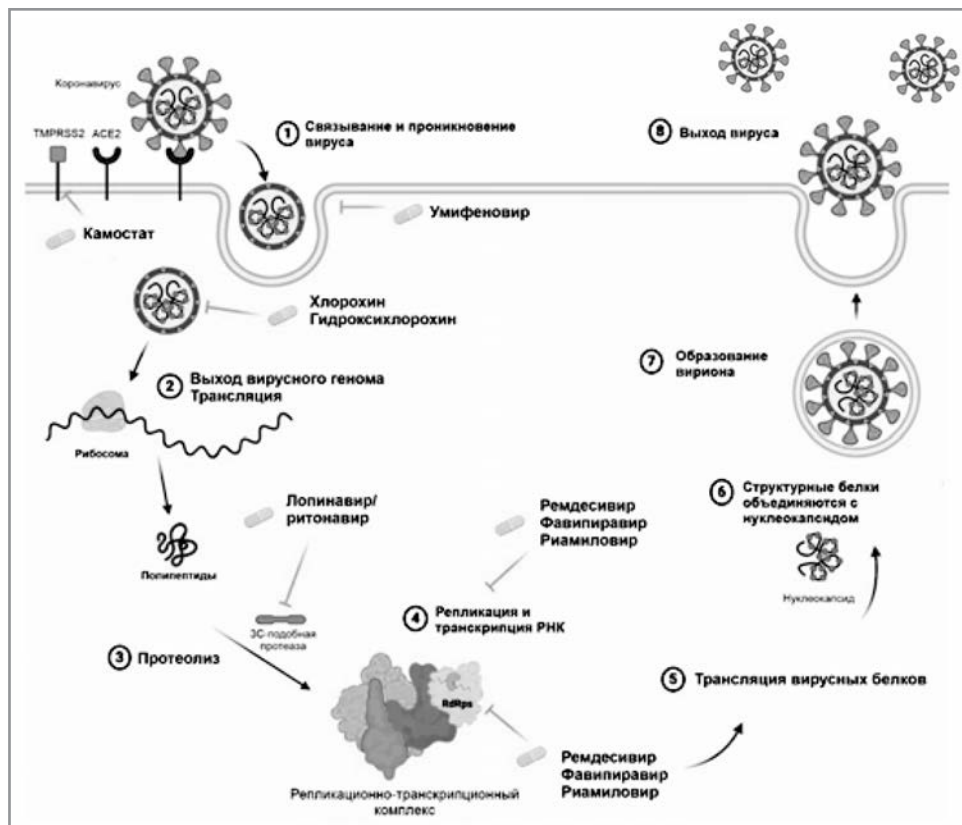 Коронавирус
TMPRSS2 ACE2
1 Связывание и проникновение
вируса
8 Выход вируса
Камостат
Умифеновир
Хлорохин
Гидроксихлорохин
2 Выход вирусного генома
Трансляция
7 Образование
вириона
Рибосома
Лопинавир/
ритонавир
Ремдесивир
Фавипиравир
Риамиловир
6 Структурные белки
объединяются с
нуклеокапсидом
Полипептиды
Нуклеокапсид
3С-подобная
протеаза
4 Репликация и
транскрипция РНК
3 Протеолиз
5 Трансляция вирусных белков
RdRps
Ремдесивир
Фавипиравир
Риамиловир
Репликационно-транскрипционный
комплекс